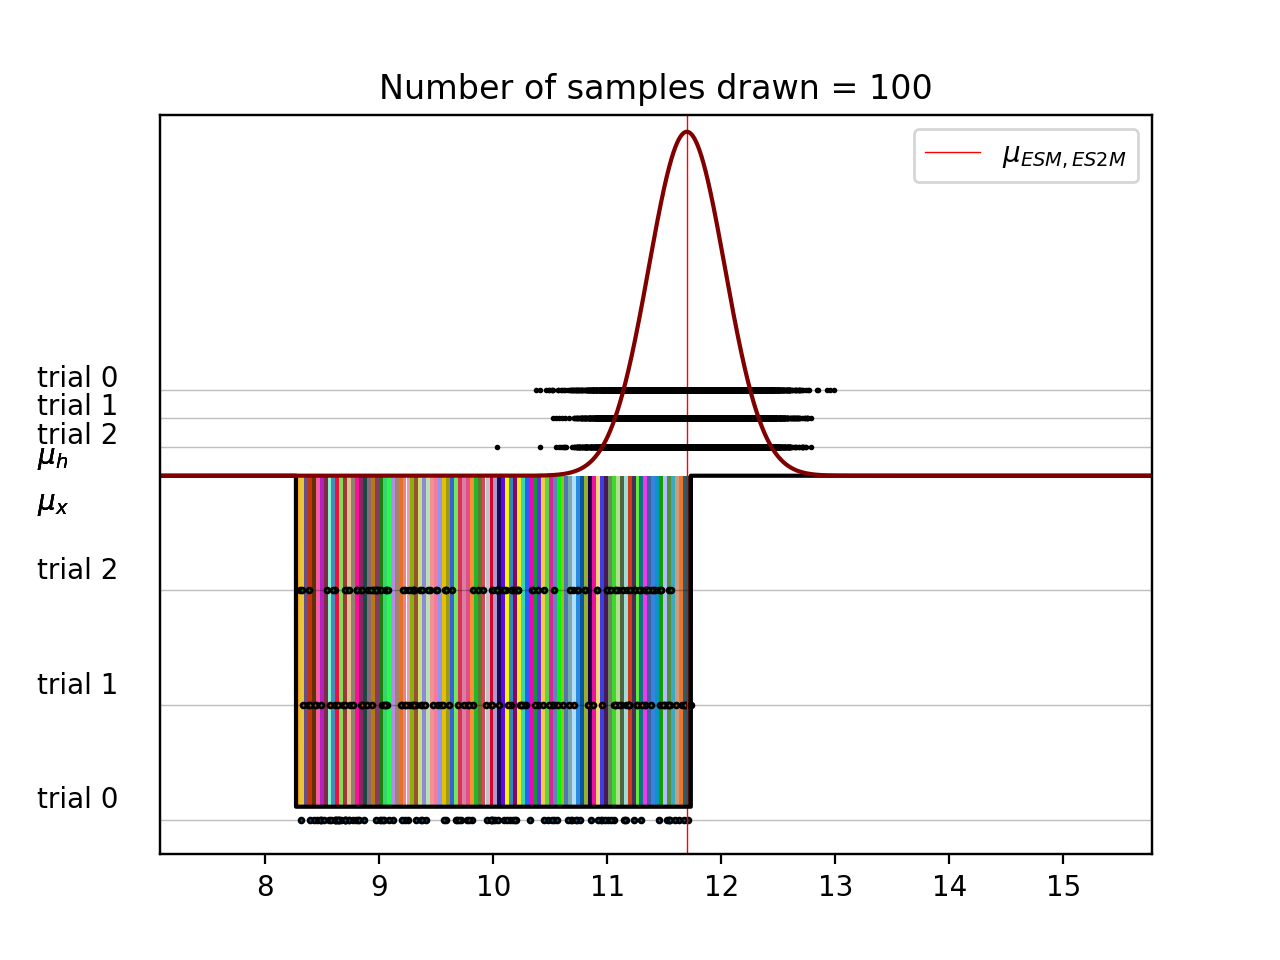 Number of samples drawn = 100
μ_{ESM,ES2M}
trial 0
trial 1
trial 2
μ_h
μ_x
trial 2
trial 1
trial 0
8 9 10 11 12 13 14 15